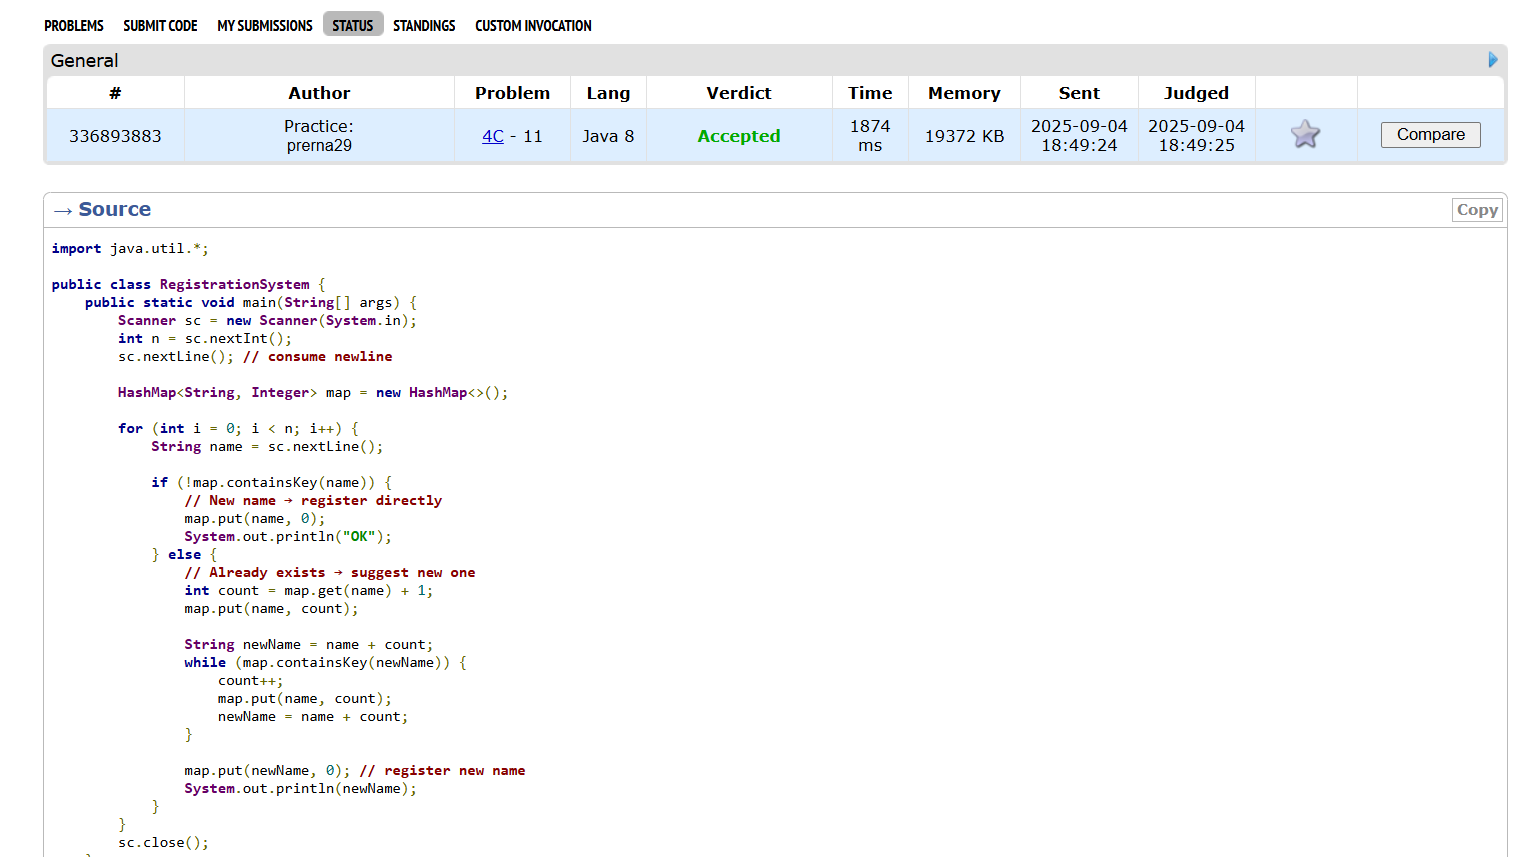 PROBLEMS SUBMIT CODE MY SUBMISSIONS STATUS STANDINGS CUSTOM INVOCATION
General
# Author Problem Lang Verdict Time Memory Sent Judged
336893883 Practice: prerna29 4C - 11 Java 8 Accepted 1874 ms 19372 KB 2025-09-04 18:49:24 2025-09-04 18:49:25 Compare
→ Source Copy
import java.util.*;
public class RegistrationSystem {
    public static void main(String[] args) {
        Scanner sc = new Scanner(System.in);
        int n = sc.nextInt();
        sc.nextLine(); // consume newline
        HashMap<String, Integer> map = new HashMap<>();
        for (int i = 0; i < n; i++) {
            String name = sc.nextLine();
            if (!map.containsKey(name)) {
                // New name → register directly
                map.put(name, 0);
                System.out.println("OK");
            } else {
                // Already exists → suggest new one
                int count = map.get(name) + 1;
                map.put(name, count);
                String newName = name + count;
                while (map.containsKey(newName)) {
                    count++;
                    map.put(name, count);
                    newName = name + count;
                }
                map.put(newName, 0); // register new name
                System.out.println(newName);
            }
        }
        sc.close();